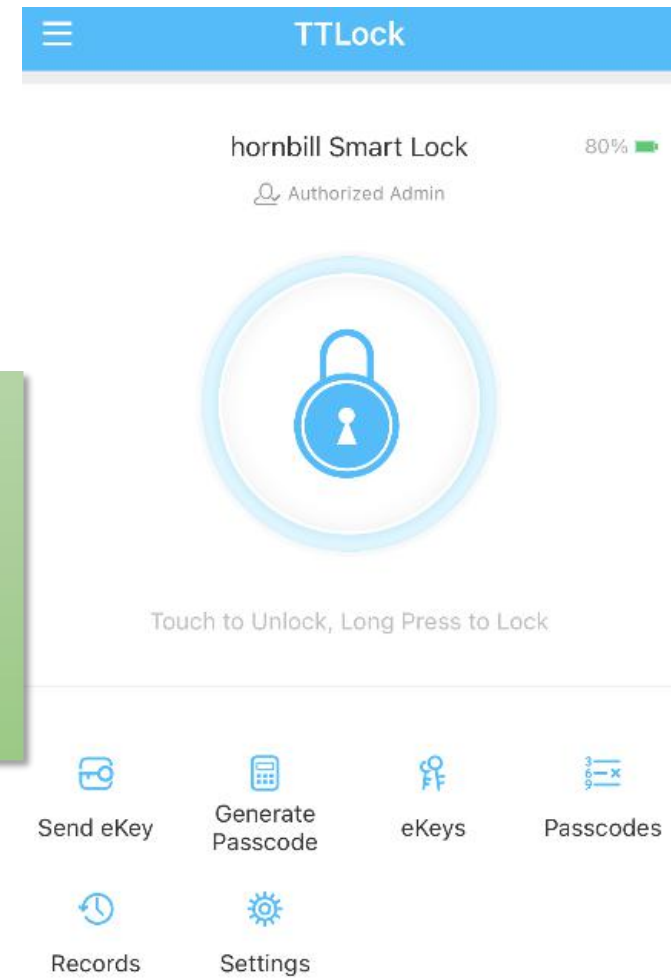 TTLock
hornbill Smart Lock 80%
Authorized Admin
Touch to Unlock, Long Press to Lock
Send eKey
Generate
Passcode
eKeys
Passcodes
Records
Settings